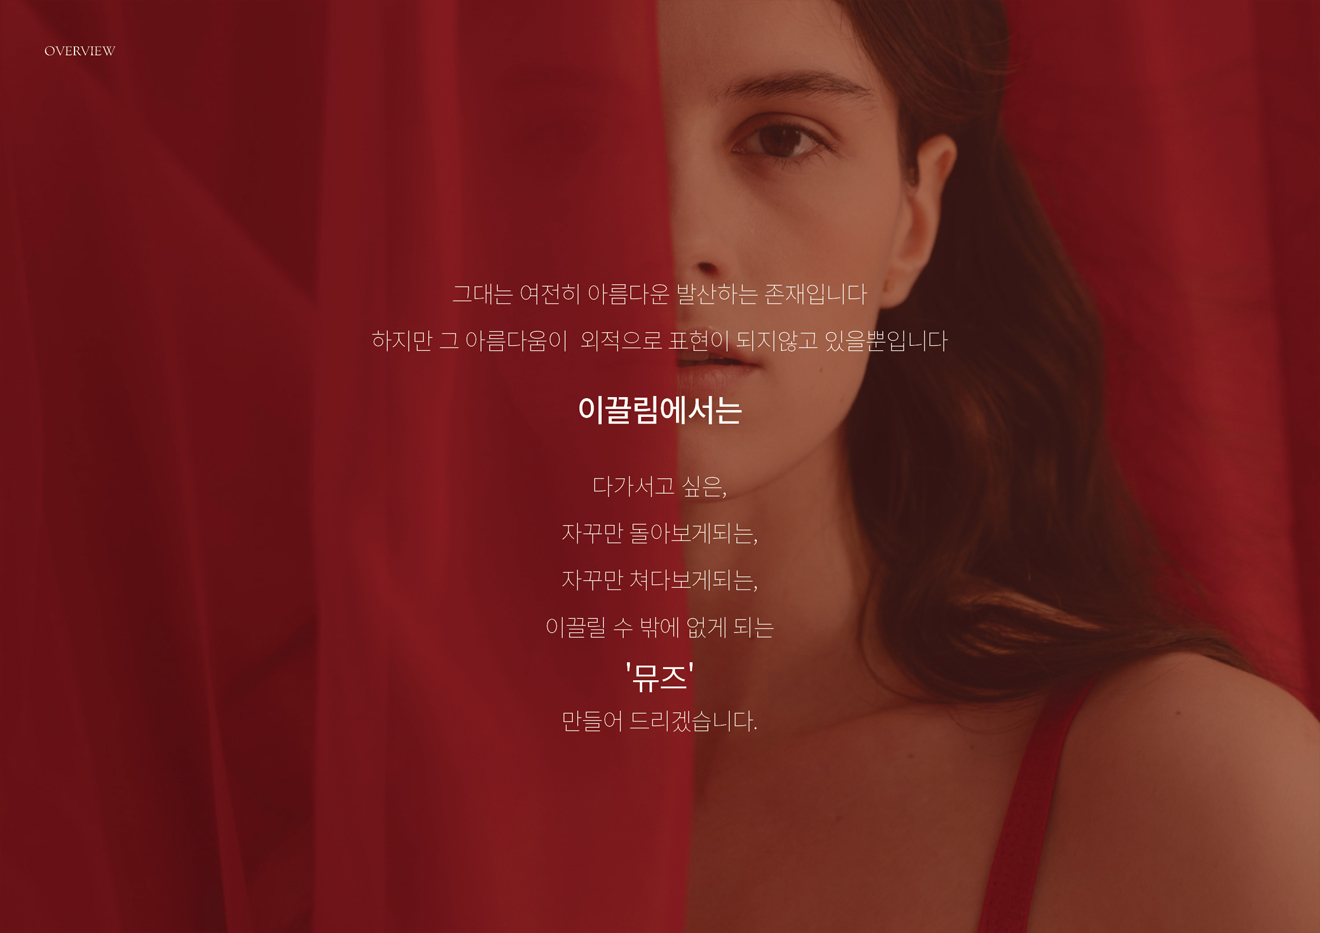 OVERVIEW
그대는 여전히 아름다운 발산하는 존재입니다
하지만 그 아름다움이 외적으로 표현이 되지않고 있을뿐입니다
이끌림에서는
다가서고 싶은,
자꾸만 돌아보게되는,
자꾸만 쳐다보게되는,
이끌릴 수 밖에 없게 되는
'뮤즈'
만들어 드리겠습니다.